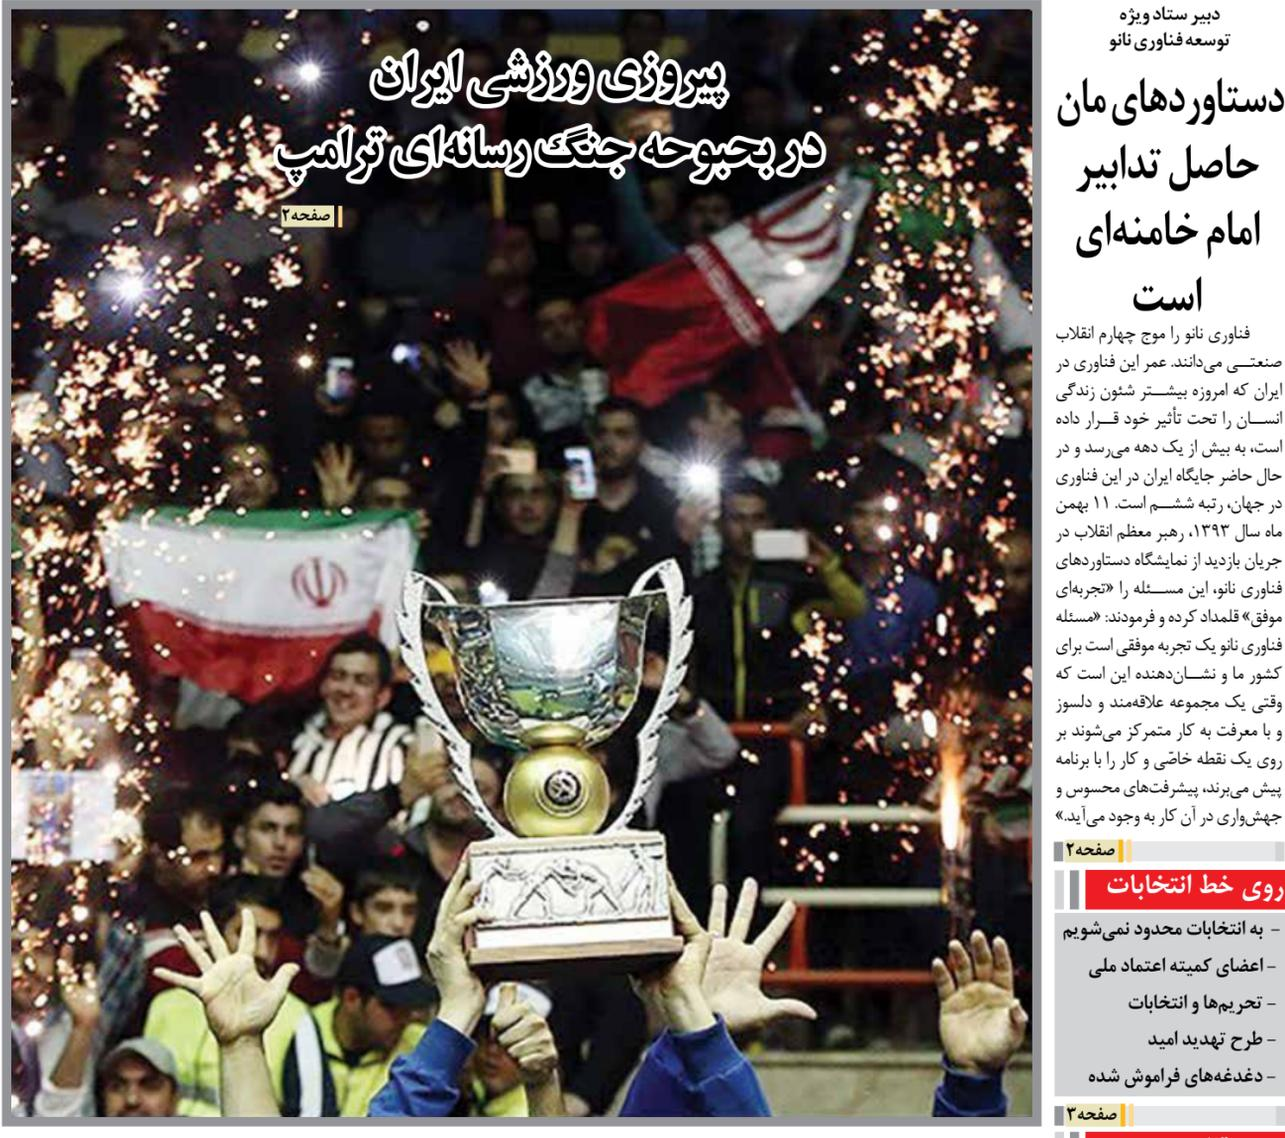 پیروزی ورزشی ایران
در بحبوحه جنگ رسانه‌ای ترامپ
صفحه۲
دبیر ستاد ویژه
توسعه فناوری نانو
دستاوردهای مان
حاصل تدابیر
امام خامنه‌ای
است
فناوری نانو را موج چهارم انقلاب
صنعتی می‌دانند. عمر این فناوری در
ایران که امروزه بیشتر شئون زندگی
انسان را تحت تأثیر خود قرار داده
است، به بیش از یک دهه می‌رسد و در
حال حاضر جایگاه ایران در این فناوری
در جهان، رتبه ششم است. ۱۱ بهمن
ماه سال ۱۳۹۳، رهبر معظم انقلاب در
جریان بازدید از نمایشگاه دستاوردهای
فناوری نانو، این مسئله را «تجربه‌ای
موفق» قلمداد کرده و فرمودند: «مسئله
فناوری نانو یک تجربه موفقی است برای
کشور ما و نشان‌دهنده این است که
وقتی یک مجموعه علاقه‌مند و دلسوز
و با معرفت به کار متمرکز می‌شوند بر
روی یک نقطه خاصّی و کار را با برنامه
پیش می‌برند، پیشرفت‌های محسوس و
جهش‌واری در آن کار به وجود می‌آید.»
صفحه۲
روی خط انتخابات
- به انتخابات محدود نمی‌شویم
- اعضای کمیته اعتماد ملی
- تحریم‌ها و انتخابات
- طرح تهدید امید
- دغدغه‌های فراموش شده
صفحه۳